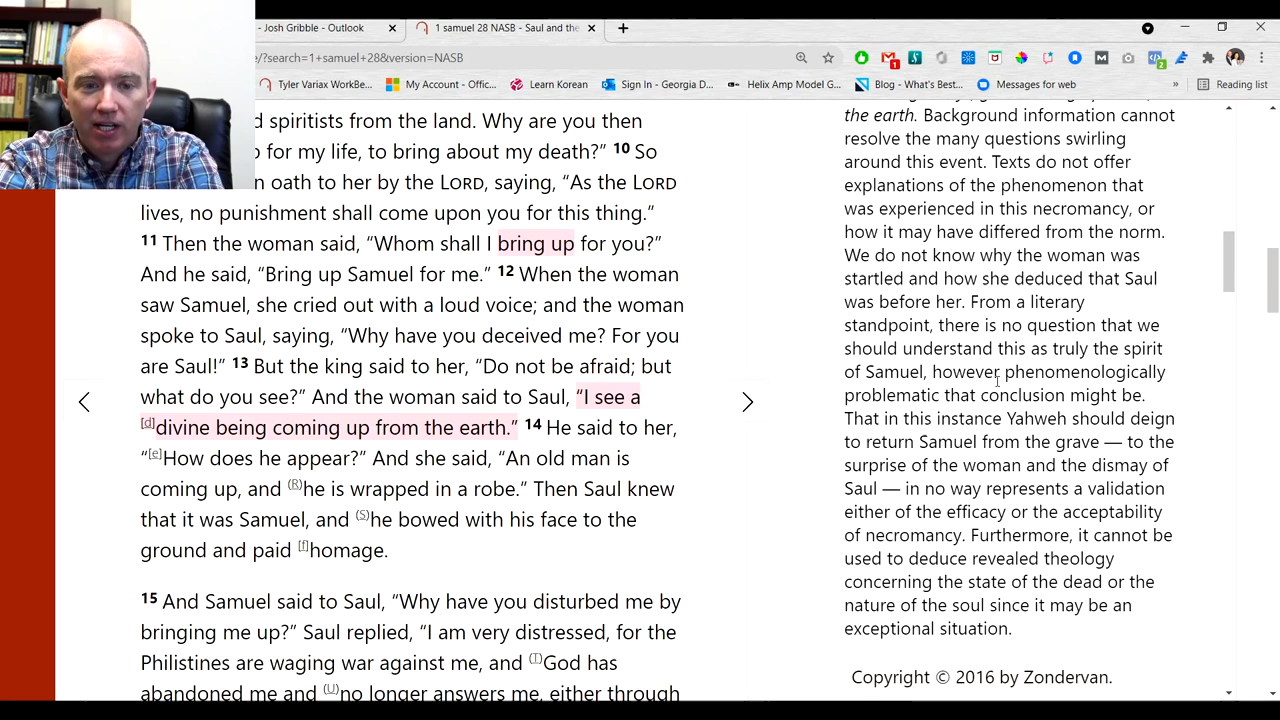 - Josh Gribble - Outlook
1 samuel 28 NASB - Saul and the
e/?search=1+samuel+28&version=NASB
1
2
Tyler Variax WorkBe...
My Account - Offic...
Learn Korean
Sign In - Georgia D...
Helix Amp Model G...
Blog - What's Best...
Messages for web
»
Reading list
d spiritists from the land. Why are you then
for my life, to bring about my death?” 10 So
n oath to her by the LORD, saying, “As the LORD
lives, no punishment shall come upon you for this thing.”
11 Then the woman said, “Whom shall I bring up for you?”
And he said, “Bring up Samuel for me.” 12 When the woman
saw Samuel, she cried out with a loud voice; and the woman
spoke to Saul, saying, “Why have you deceived me? For you
are Saul!” 13 But the king said to her, “Do not be afraid; but
what do you see?” And the woman said to Saul, “I see a
[d]divine being coming up from the earth.” 14 He said to her,
“[e]How does he appear?” And she said, “An old man is
coming up, and (R)he is wrapped in a robe.” Then Saul knew
that it was Samuel, and (S)he bowed with his face to the
ground and paid [f]homage.
15 And Samuel said to Saul, “Why have you disturbed me by
bringing me up?” Saul replied, “I am very distressed, for the
Philistines are waging war against me, and (T)God has
abandoned me and (U)no longer answers me, either through
the earth. Background information cannot
resolve the many questions swirling
around this event. Texts do not offer
explanations of the phenomenon that
was experienced in this necromancy, or
how it may have differed from the norm.
We do not know why the woman was
startled and how she deduced that Saul
was before her. From a literary
standpoint, there is no question that we
should understand this as truly the spirit
of Samuel, however phenomenologically
problematic that conclusion might be.
That in this instance Yahweh should deign
to return Samuel from the grave — to the
surprise of the woman and the dismay of
Saul — in no way represents a validation
either of the efficacy or the acceptability
of necromancy. Furthermore, it cannot be
used to deduce revealed theology
concerning the state of the dead or the
nature of the soul since it may be an
exceptional situation.
Copyright © 2016 by Zondervan.